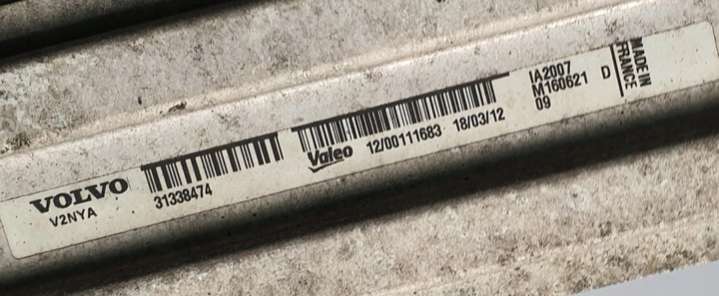 VOLVO
V2NYA
31338474
Valeo 12/00111683 18/03/12
IA2007
M160621 D
09
MADE IN
FRANCE